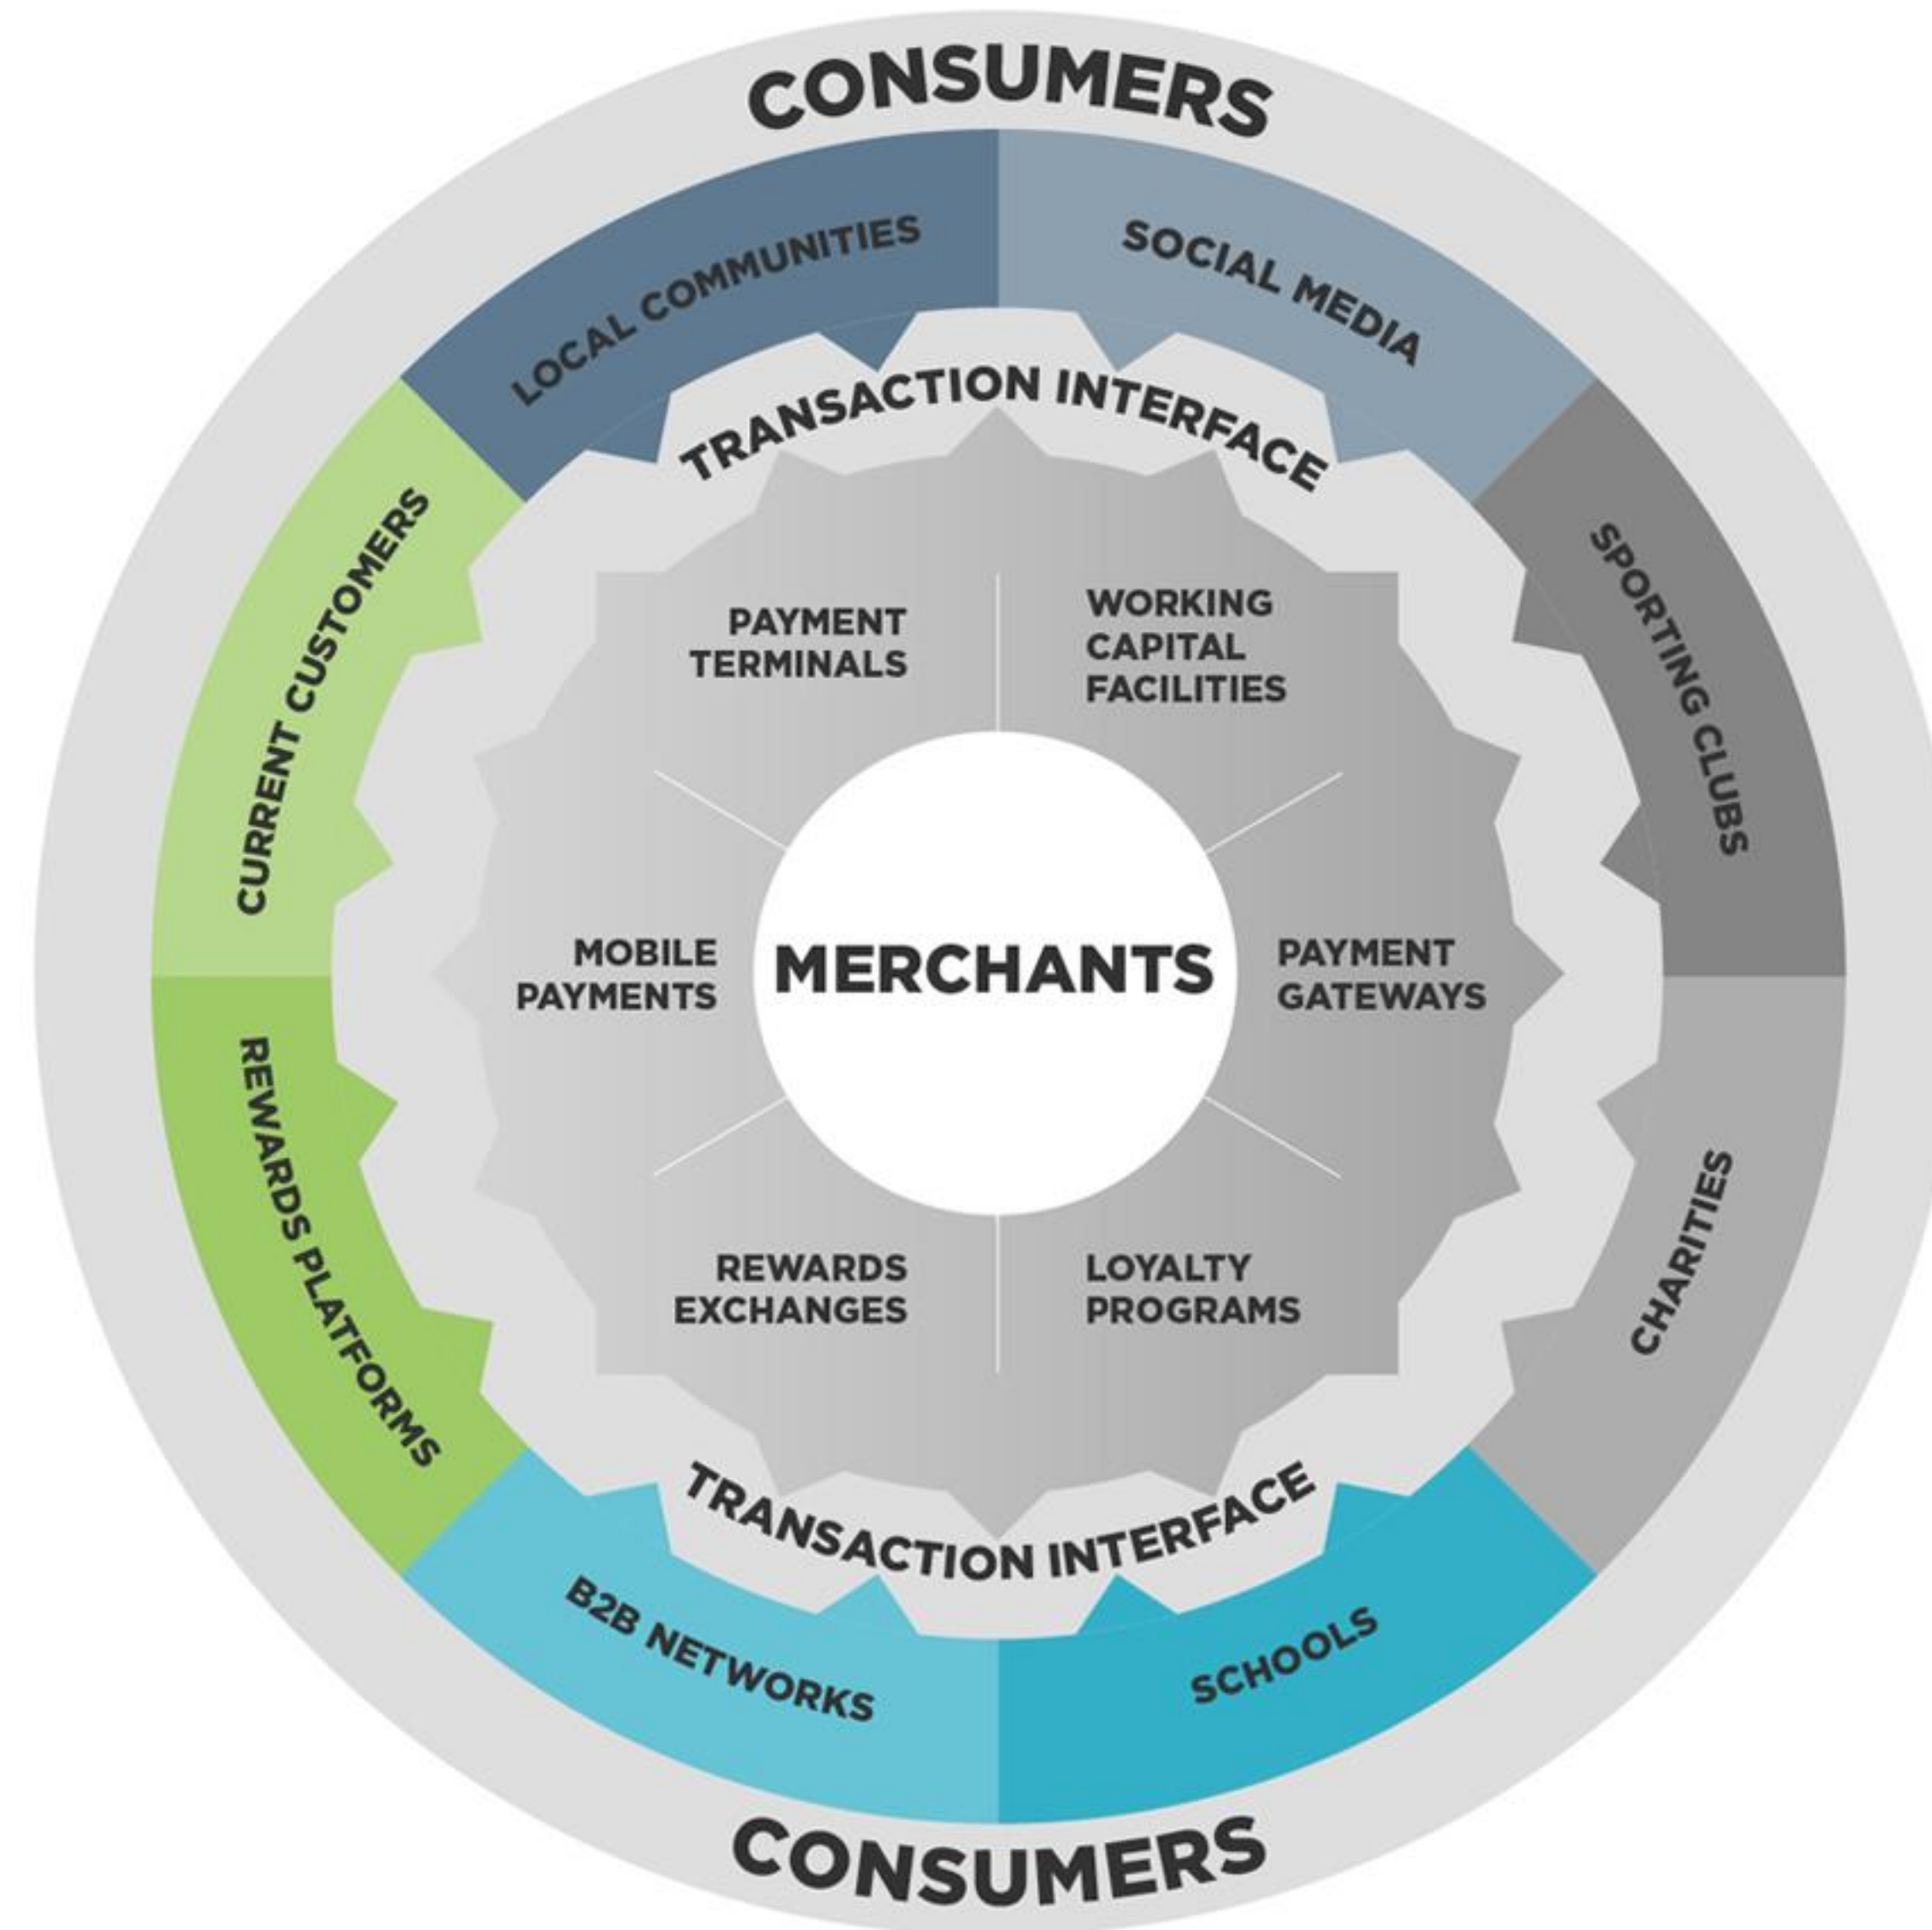 CONSUMERS
LOCAL COMMUNITIES
SOCIAL MEDIA
SPORTING CLUBS
CHARITIES
SCHOOLS
B2B NETWORKS
REWARDS PLATFORMS
CURRENT CUSTOMERS
TRANSACTION INTERFACE
PAYMENT
TERMINALS
WORKING
CAPITAL
FACILITIES
MOBILE
PAYMENTS
MERCHANTS
PAYMENT
GATEWAYS
REWARDS
EXCHANGES
LOYALTY
PROGRAMS
TRANSACTION INTERFACE
CONSUMERS